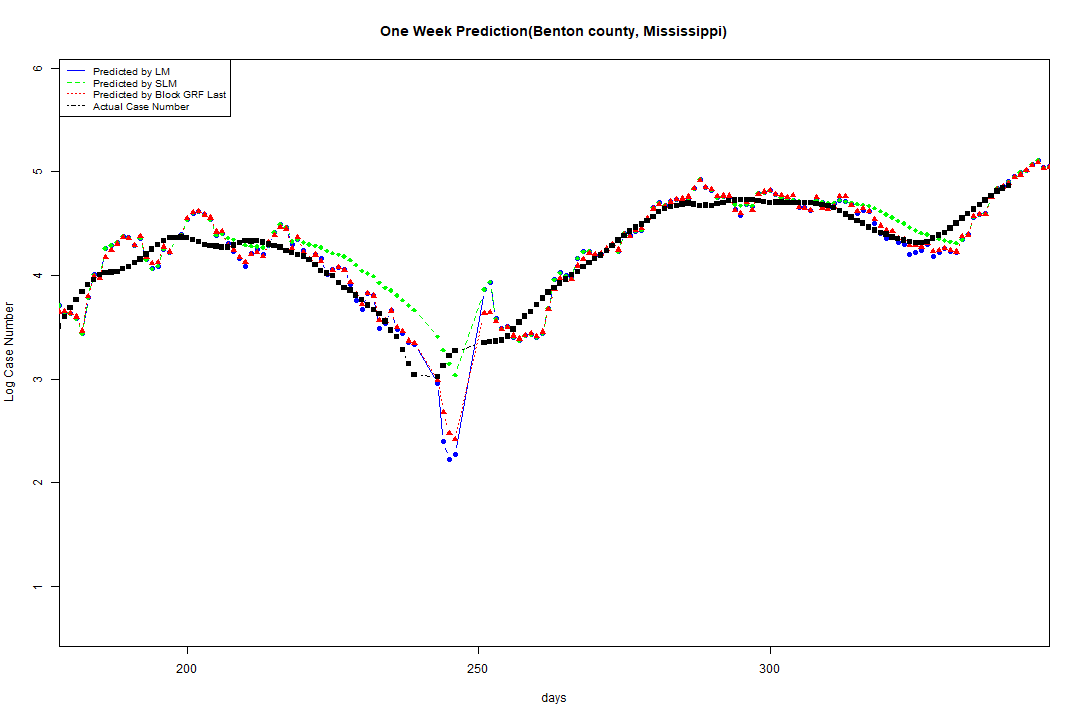 One Week Prediction(Benton county, Mississippi)
Predicted by LM
Predicted by SLM
Predicted by Block GRF Last
Actual Case Number
Log Case Number
6
5
4
3
2
1
200
250
300
days